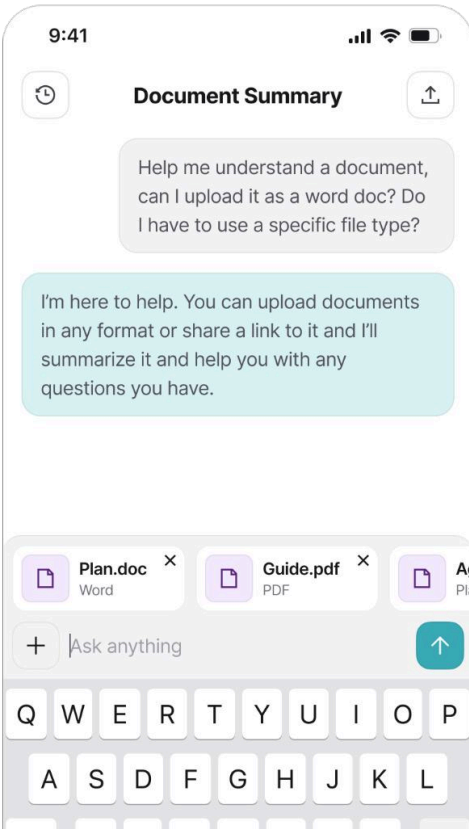 9:41
Document Summary
Help me understand a document,
can I upload it as a word doc? Do
I have to use a specific file type?
I'm here to help. You can upload documents
in any format or share a link to it and I'll
summarize it and help you with any
questions you have.
Plan.doc
Word
Guide.pdf
PDF
Ask anything
Q W E R T Y U I O P
A S D F G H J K L